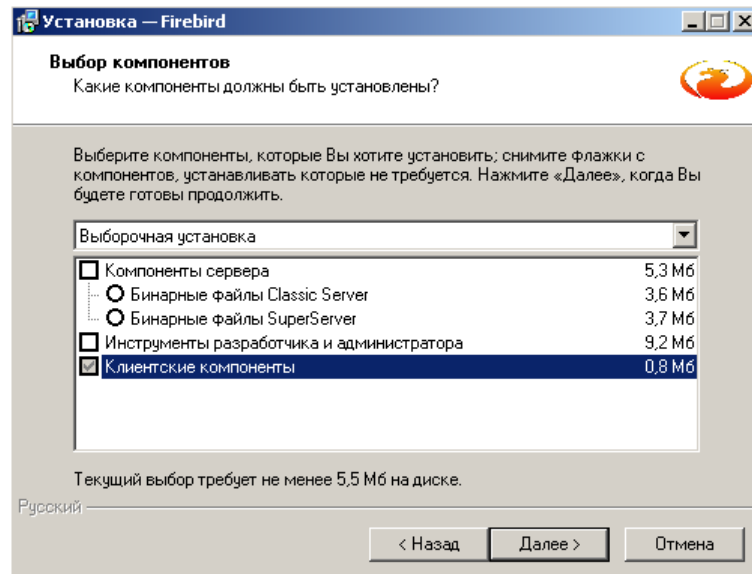 Установка — Firebird
Выбор компонентов
Какие компоненты должны быть установлены?
Выберите компоненты, которые Вы хотите установить; снимите флажки с
компонентов, устанавливать которые не требуется. Нажмите «Далее», когда Вы
будете готовы продолжить.
Выборочная установка
Компоненты сервера 5,3 Мб
Бинарные файлы Classic Server 3,6 Мб
Бинарные файлы SuperServer 3,7 Мб
Инструменты разработчика и администратора 9,2 Мб
Клиентские компоненты 0,8 Мб
Текущий выбор требует не менее 5,5 Мб на диске.
Русский
< Назад Далее > Отмена